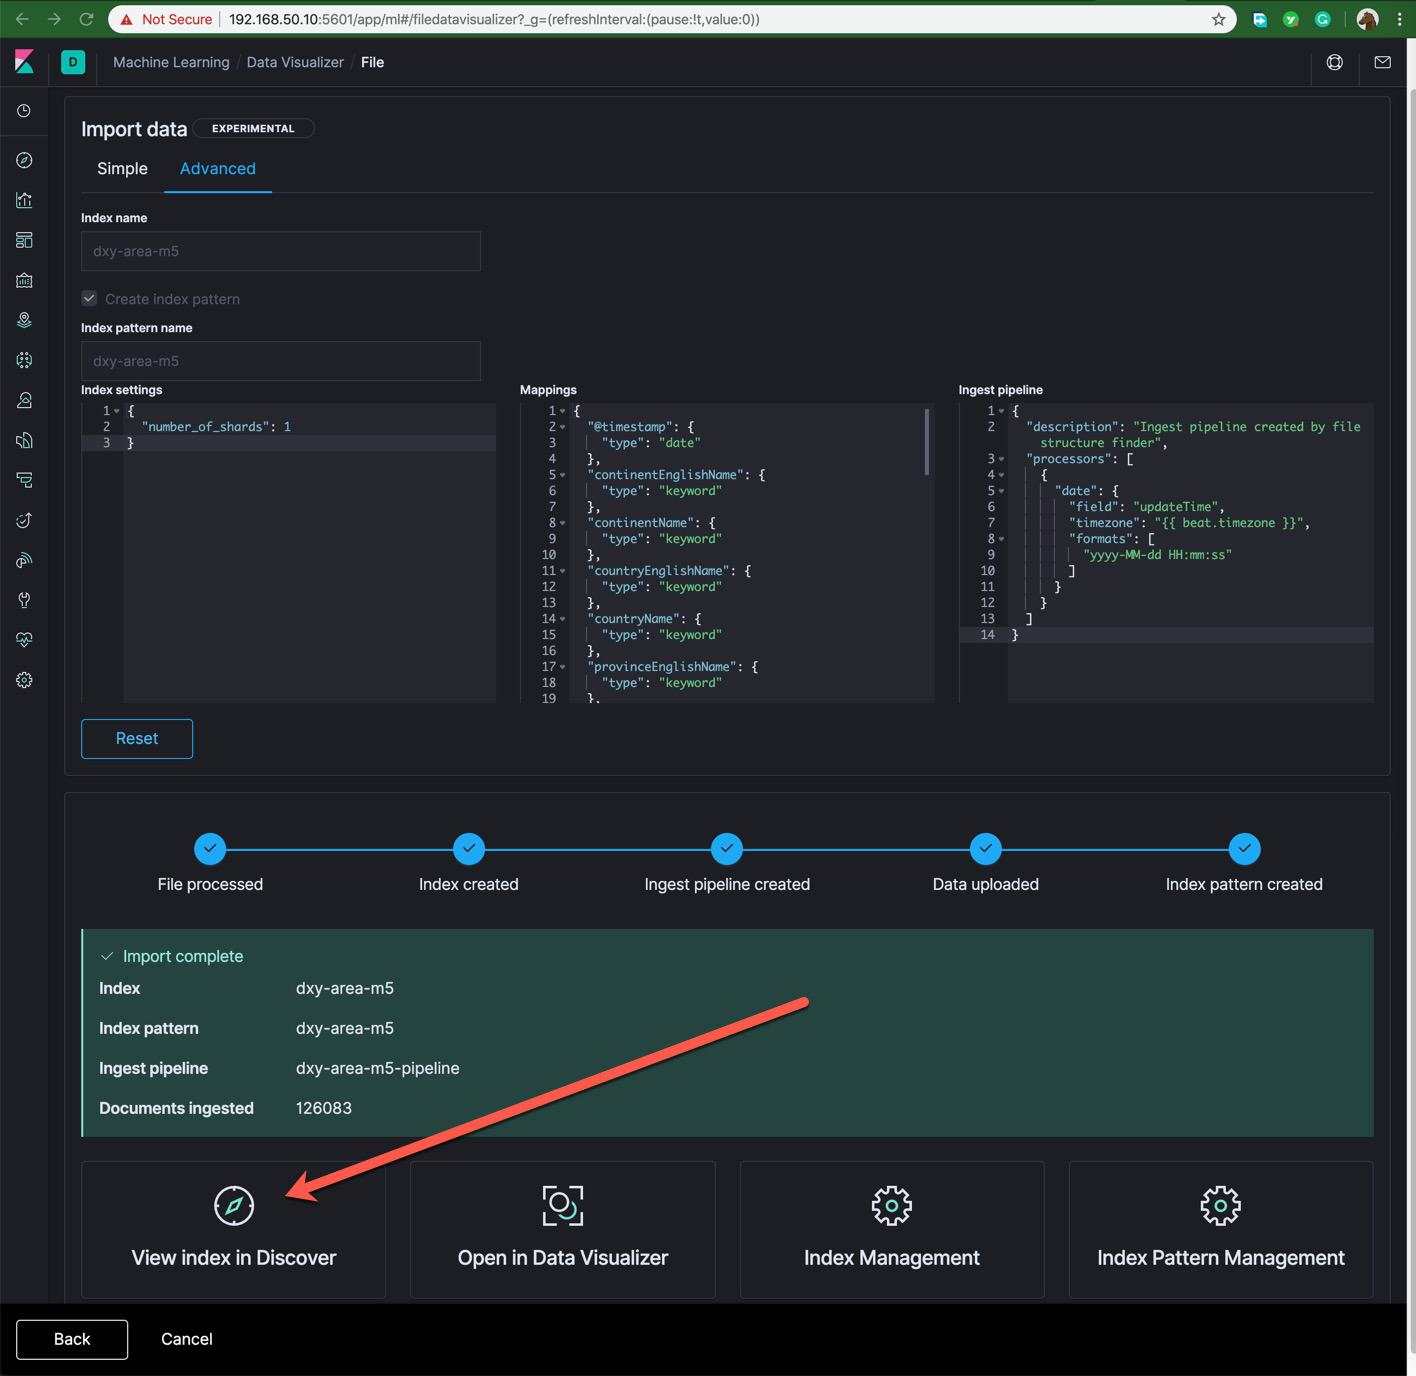 Not Secure | 192.168.50.10:5601/app/ml#/filedatavisualizer?_g=(refreshInterval:(pause:!t,value:0))
D
Machine Learning / Data Visualizer / File
Import data EXPERIMENTAL
Simple Advanced
Index name
dxy-area-m5
Create index pattern
Index pattern name
dxy-area-m5
Index settings
1 {
2 "number_of_shards": 1
3 }
Mappings
1 {
2 "@timestamp": {
3 "type": "date"
4 },
5 "continentEnglishName": {
6 "type": "keyword"
7 },
8 "continentName": {
9 "type": "keyword"
10 },
11 "countryEnglishName": {
12 "type": "keyword"
13 },
14 "countryName": {
15 "type": "keyword"
16 },
17 "provinceEnglishName": {
18 "type": "keyword"
19 },
Ingest pipeline
1 {
2 "description": "Ingest pipeline created by file
structure finder",
3 "processors": [
4 {
5 "date": {
6 "field": "updateTime",
7 "timezone": "{{ beat.timezone }}",
8 "formats": [
9 "yyyy-MM-dd HH:mm:ss"
10 ]
11 }
12 }
13 ]
14 }
Reset
File processed
Index created
Ingest pipeline created
Data uploaded
Index pattern created
Import complete
Index dxy-area-m5
Index pattern dxy-area-m5
Ingest pipeline dxy-area-m5-pipeline
Documents ingested 126083
View index in Discover
Open in Data Visualizer
Index Management
Index Pattern Management
Back Cancel